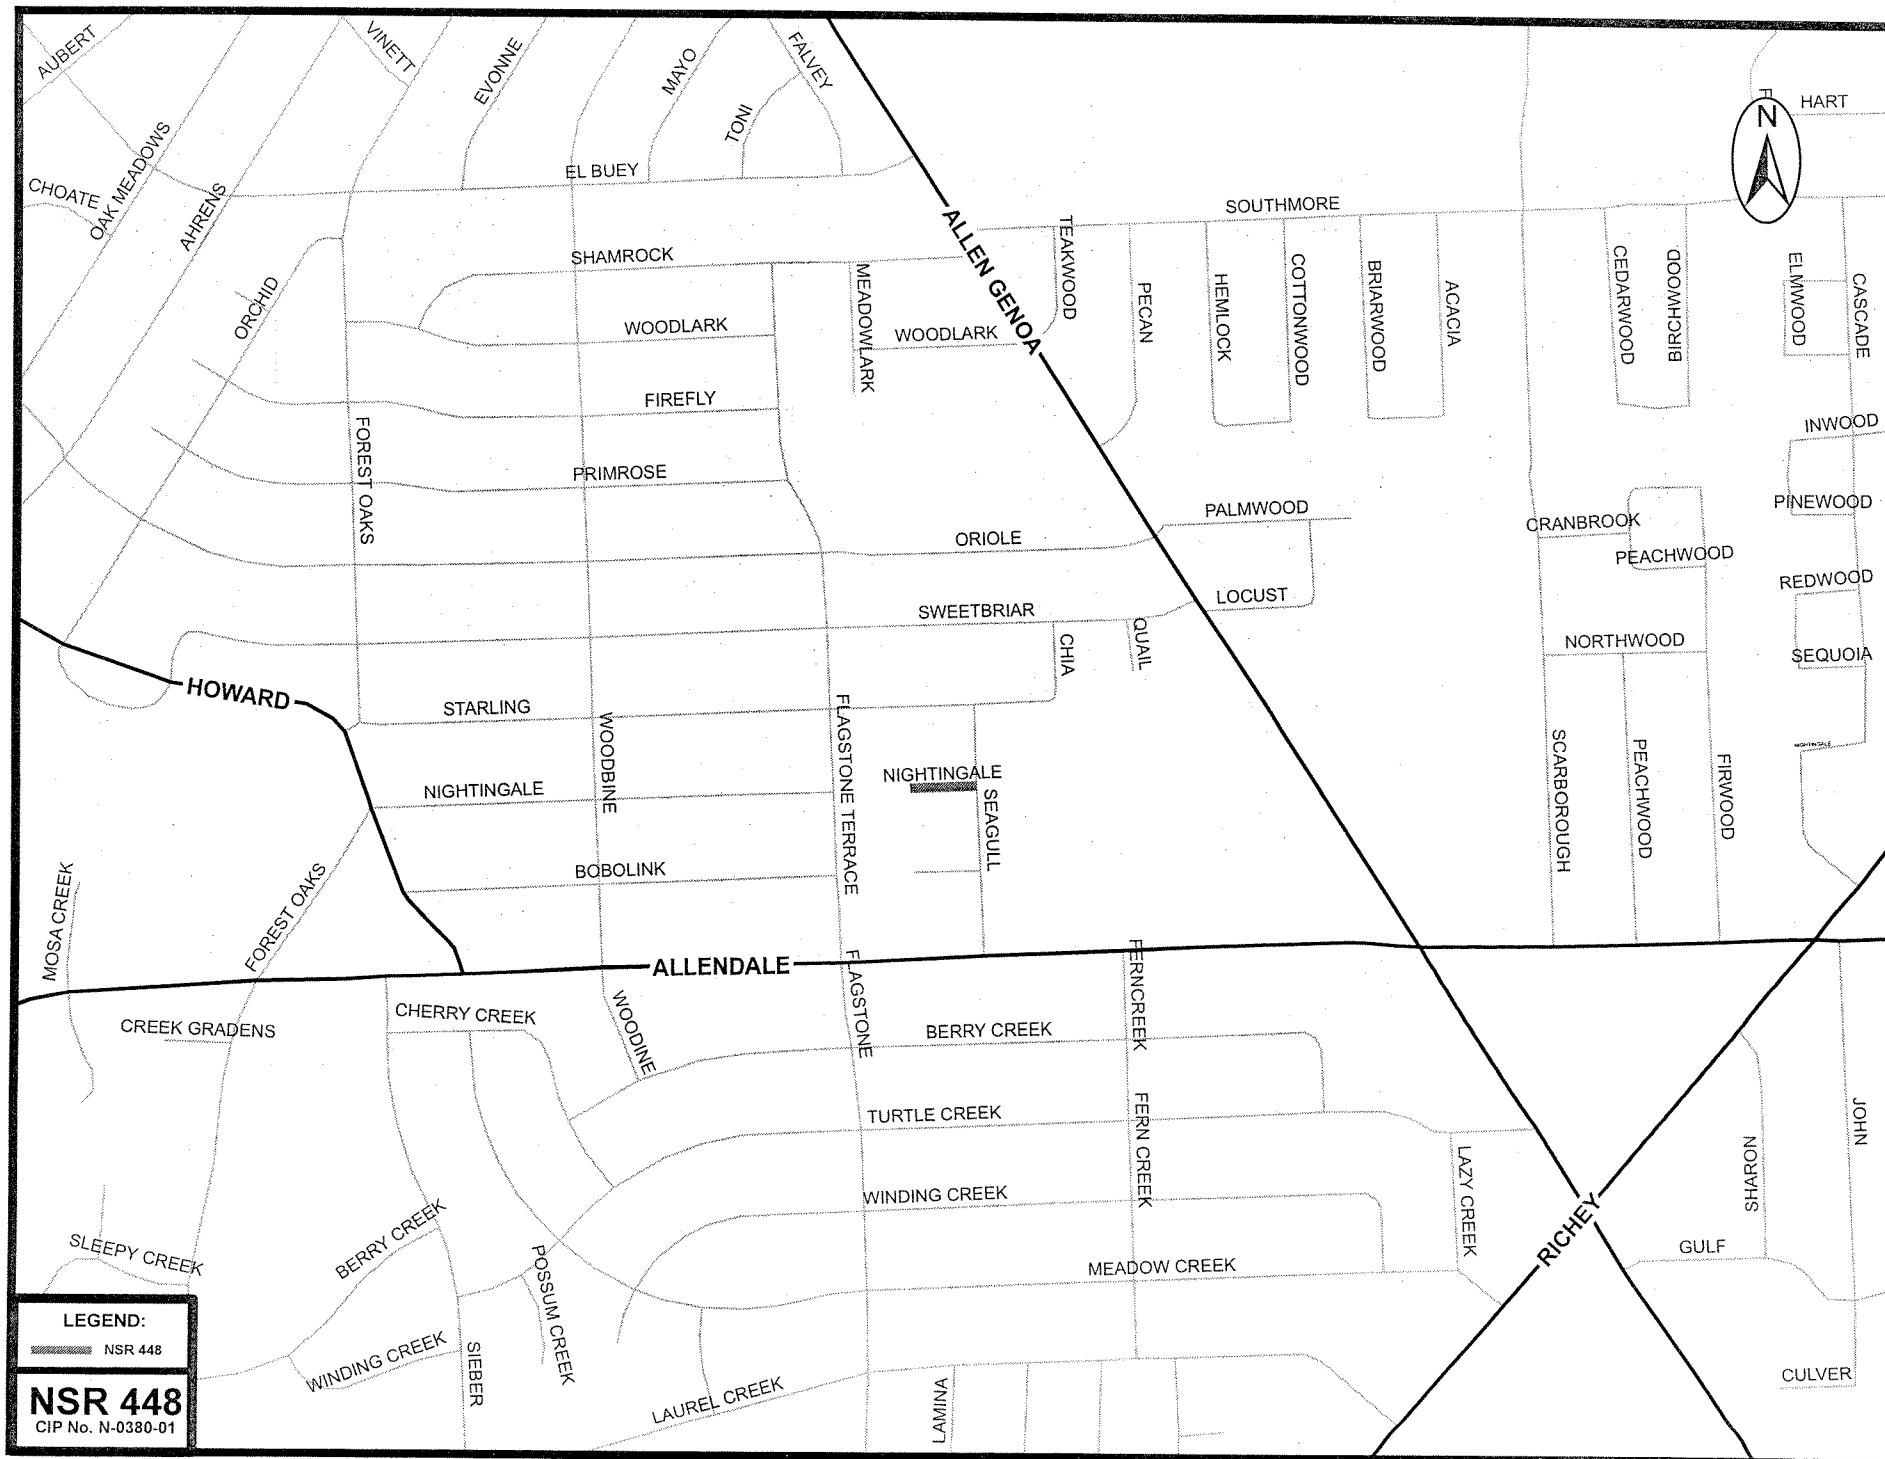 AUBERT
VINETT
EVONNE
MAYO
FALVEY
TONI
N
HART
OAK MEADOWS
CHOATE
AHRENS
EL BUEY
ALLEN GENOA
SOUTHMORE
TEAKWOOD
SHAMROCK
ORCHID
MEADOWLARK
PECAN
HEMLOCK
COTTONWOOD
BRIARWOOD
ACACIA
CEDARWOOD
BIRCHWOOD
ELMWOOD
CASCADE
WOODLARK
WOODLARK
FIREFLY
FOREST OAKS
PRIMROSE
INWOOD
PINEWOOD
PALMWOOD
CRANBROOK
PEACHWOOD
ORIOLE
REDWOOD
LOCUST
SWEETBRIAR
CHIA
QUAIL
NORTHWOOD
SEQUOIA
HOWARD
STARLING
WOODBINE
FLAGSTONE TERRACE
NIGHTINGALE
NIGHTINGALE
SEAGULL
SCARBOROUGH
PEACHWOOD
FIRWOOD
NIGHTINGALE
BOBOLINK
MOSA CREEK
FOREST OAKS
ALLENDALE
FLAGSTONE
FERNCREEK
CREEK GRADENS
CHERRY CREEK
WOODINE
BERRY CREEK
TURTLE CREEK
FERN CREEK
JOHN
SHARON
LAZY CREEK
WINDING CREEK
RICHEY
GULF
SLEEPY CREEK
BERRY CREEK
POSSUM CREEK
MEADOW CREEK
WINDING CREEK
SIEBER
LAUREL CREEK
LAMINA
CULVER
LEGEND:
NSR 448
NSR 448
CIP No. N-0380-01